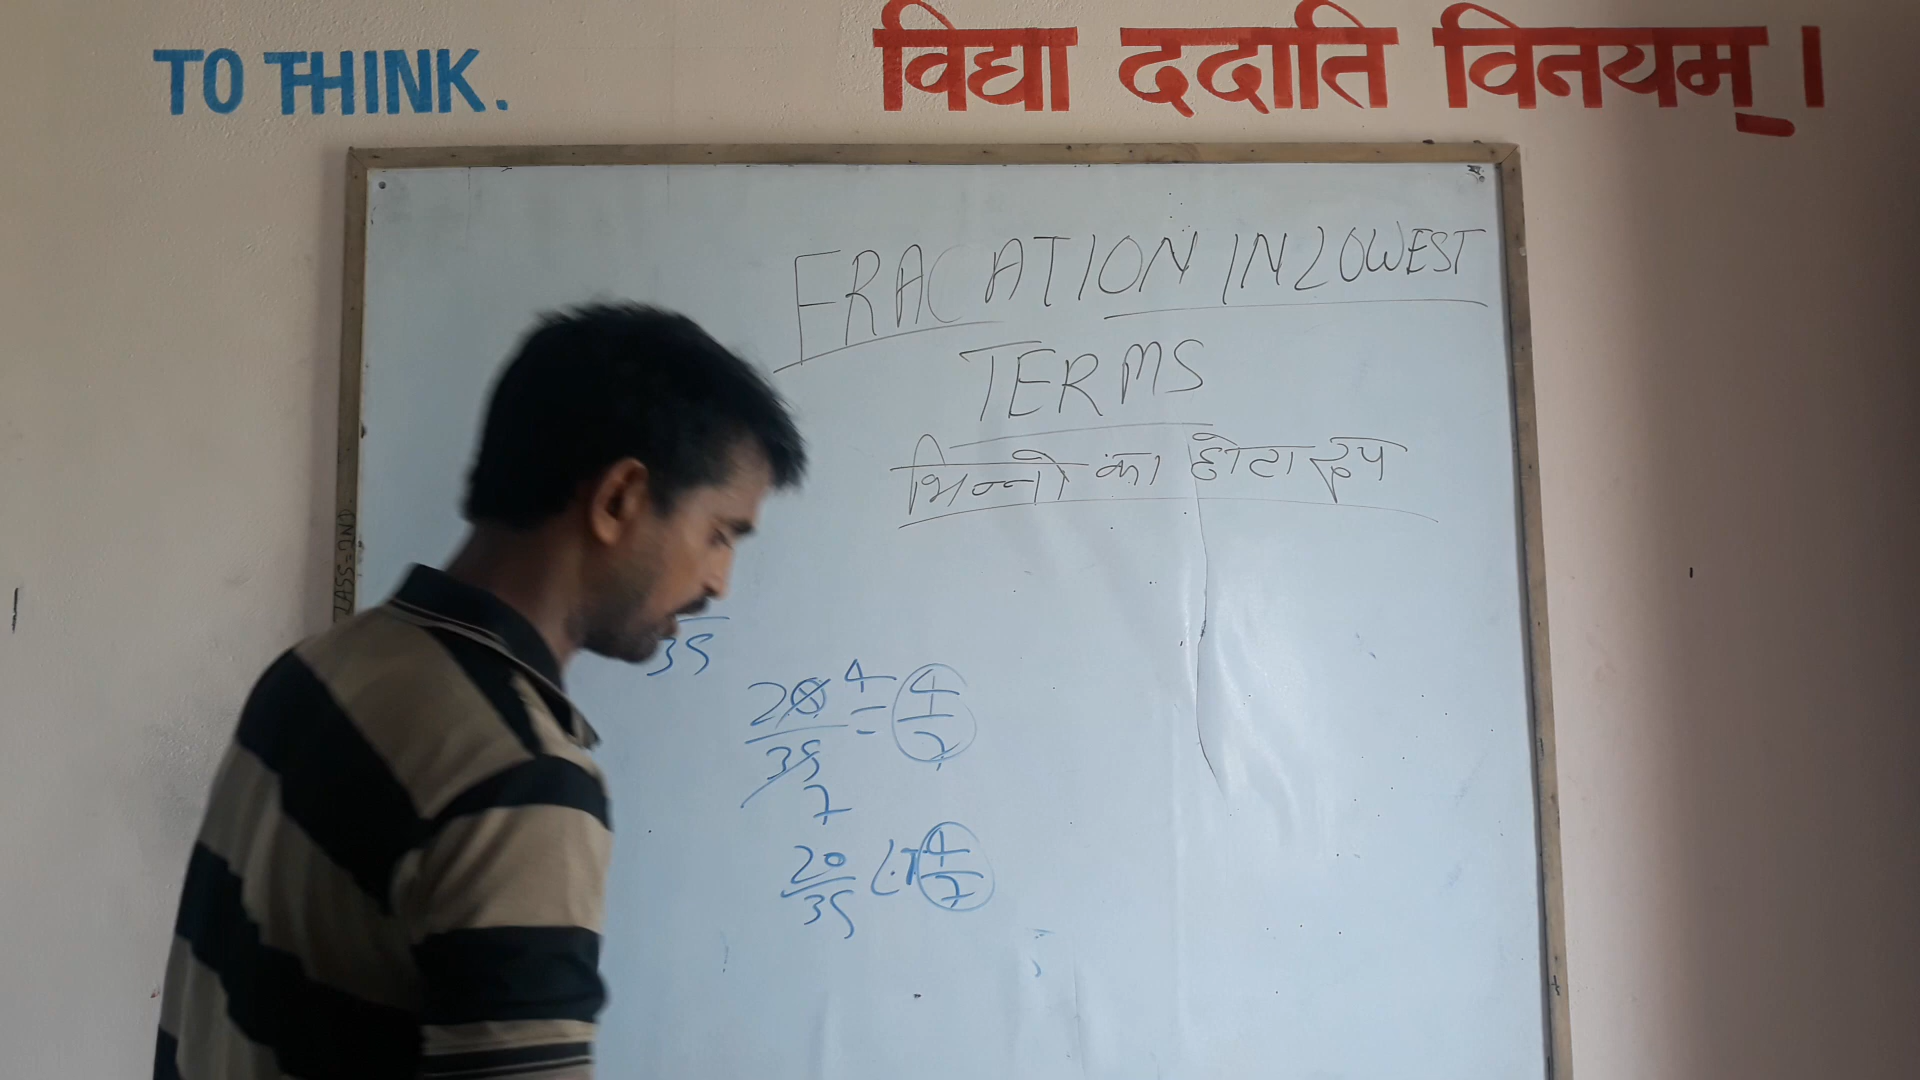 TO THINK.
विद्या ददाति विनयम् ।
FRACATION IN LOWEST
TERMS
भिन्नो का छोटा रूप
35
20 4 = 4
35 7
7
20 L.T 4
35 7